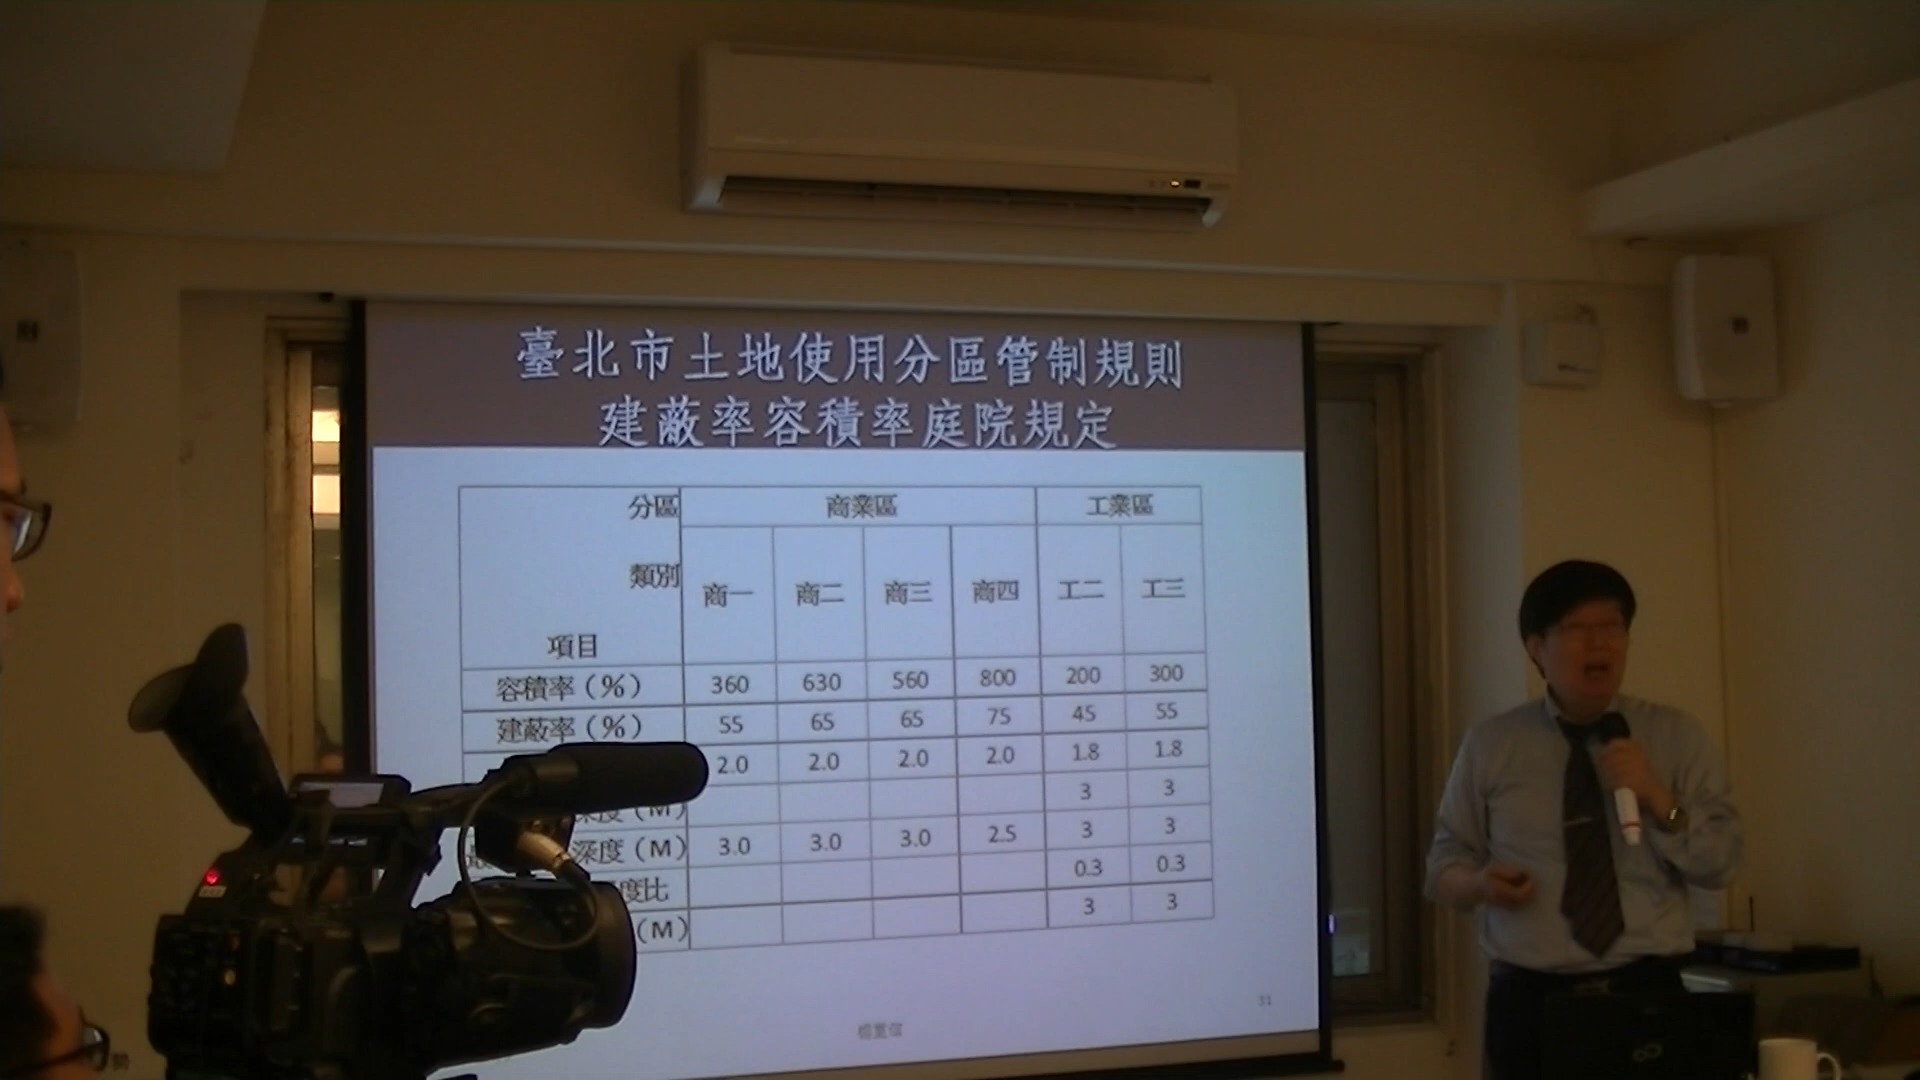 臺北市土地使用分區管制規則
建蔽率容積率庭院規定
分區 商業區 工業區
類別 商一 商二 商三 商四 工二 工三
項目
容積率(%) 360 630 560 800 200 300
建蔽率(%) 55 65 65 75 45 55
2.0 2.0 2.0 2.0 1.8 1.8
深度(M) 3 3
深度(M) 3.0 3.0 3.0 2.5 3 3
度比 0.3 0.3
(M) 3 3
31